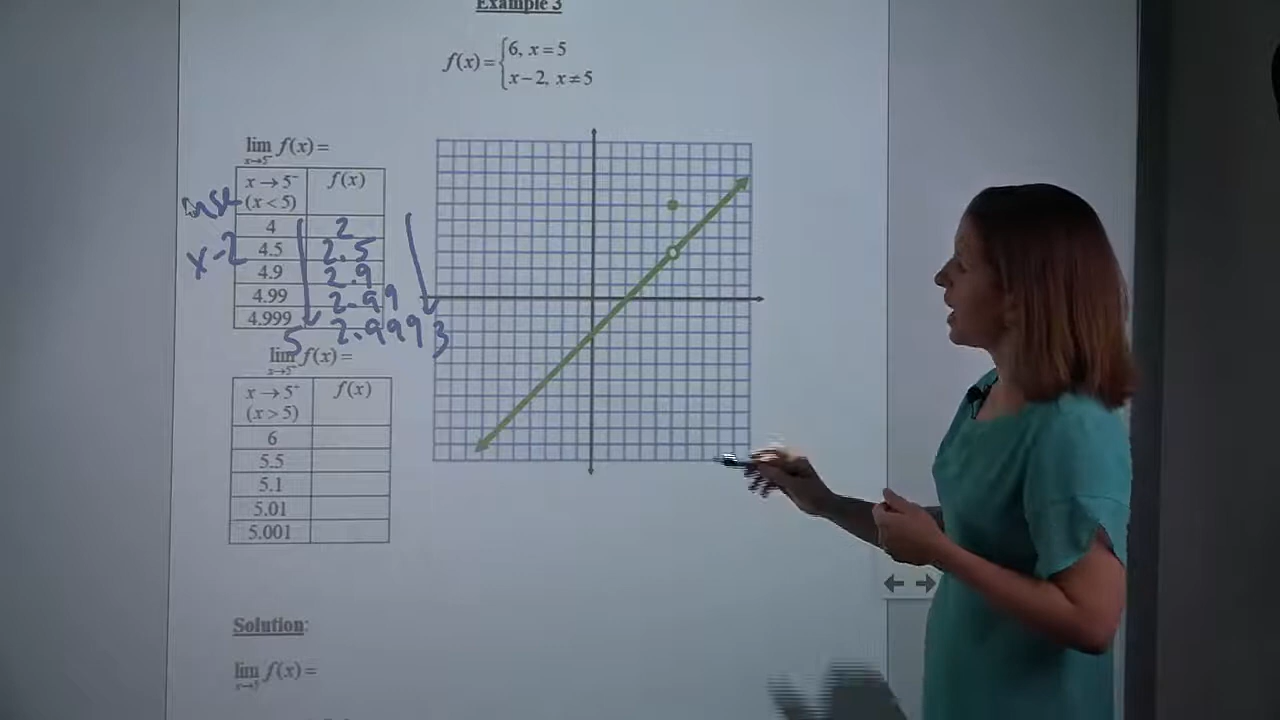 Example 3
f(x) = { 6, x = 5
x − 2, x ≠ 5
lim f(x) =
x→5⁻
x → 5⁻ f(x)
(x < 5)
use
x-2
4 2
4.5 2.5
4.9 2.9
4.99 2.99
4.999 2.999
5 3
lim f(x) =
x → 5⁺ f(x)
(x > 5)
6
5.5
5.1
5.01
5.001
Solution:
lim f(x) =
x→5